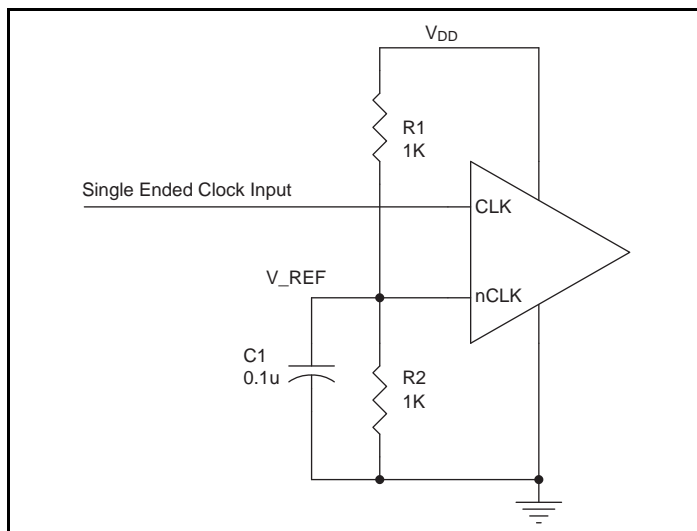 VDD
R1
1K
Single Ended Clock Input
CLK
V_REF
nCLK
C1
0.1u
R2
1K